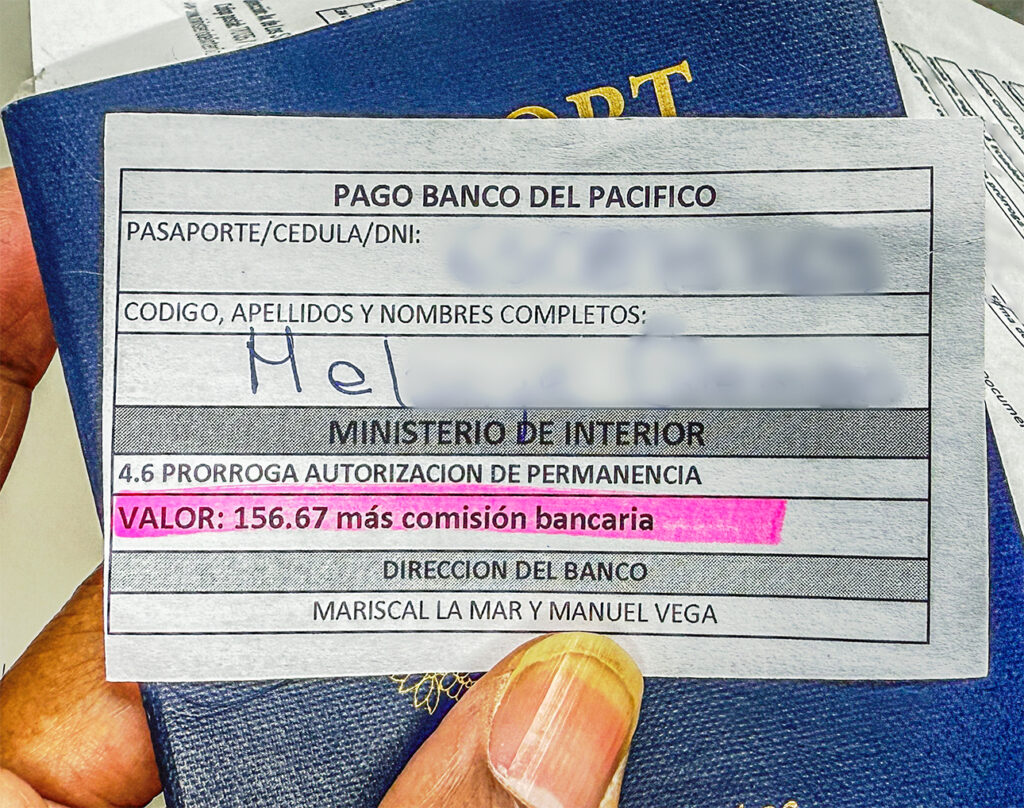 ORT
PAGO BANCO DEL PACIFICO
PASAPORTE/CEDULA/DNI:
CODIGO, APELLIDOS Y NOMBRES COMPLETOS:
Mel
MINISTERIO DE INTERIOR
4.6 PRORROGA AUTORIZACION DE PERMANENCIA
VALOR: 156.67 más comisión bancaria
DIRECCION DEL BANCO
MARISCAL LA MAR Y MANUEL VEGA